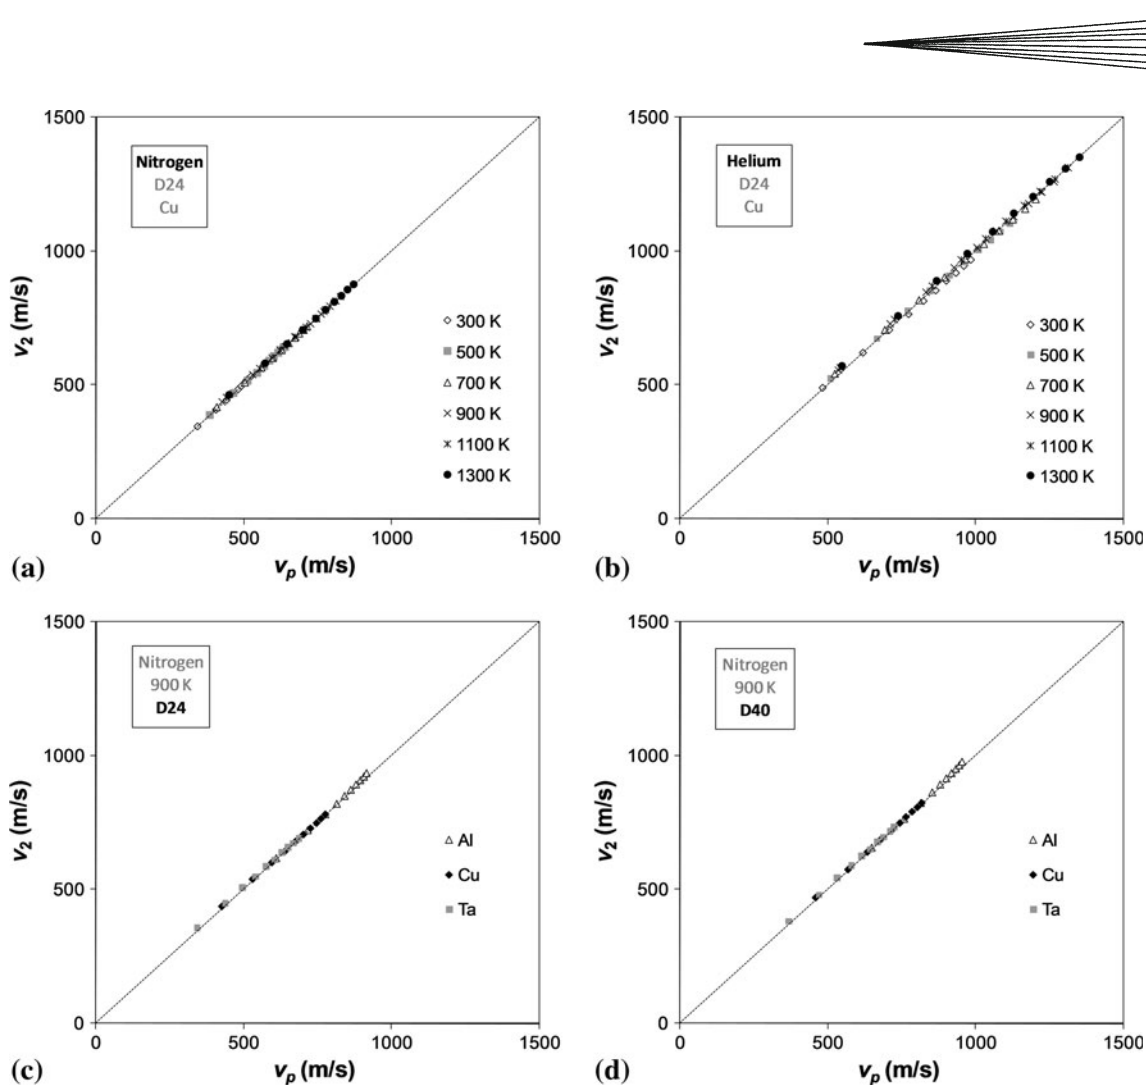 1500
1000
500
0
v2 (m/s)
Nitrogen
D24
Cu
300 K
500 K
700 K
900 K
1100 K
1300 K
0
500
1000
1500
vp (m/s)
(a)
1500
1000
500
0
v2 (m/s)
Helium
D24
Cu
300 K
500 K
700 K
900 K
1100 K
1300 K
0
500
1000
1500
vp (m/s)
(b)
1500
1000
500
0
v2 (m/s)
Nitrogen
900 K
D24
Al
Cu
Ta
0
500
1000
1500
vp (m/s)
(c)
1500
1000
500
0
v2 (m/s)
Nitrogen
900 K
D40
Al
Cu
Ta
0
500
1000
1500
vp (m/s)
(d)